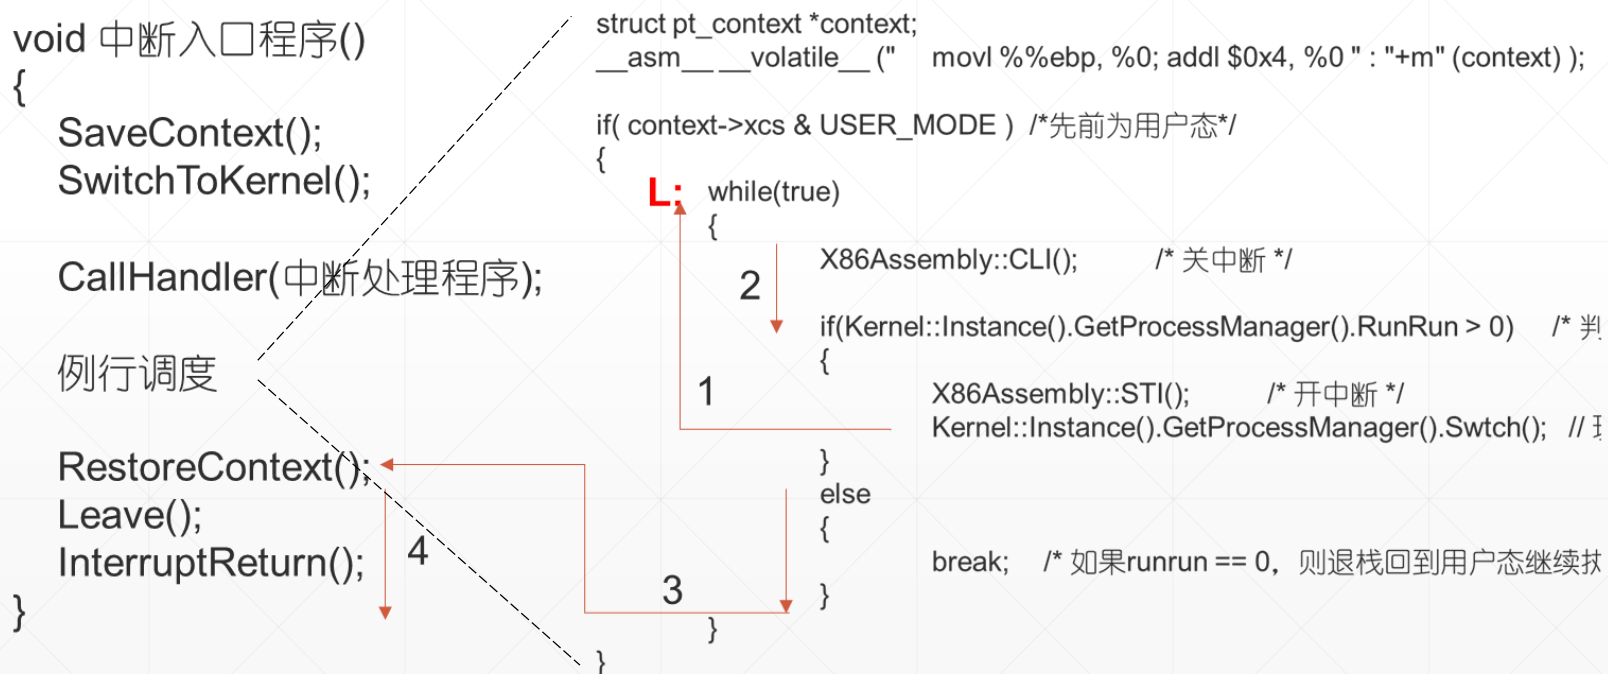 void 中断入口程序()
{
SaveContext();
SwitchToKernel();
CallHandler(中断处理程序);
例行调度
RestoreContext();
Leave();
InterruptReturn();
}
4
struct pt_context *context;
__asm__ __volatile__ (" movl %%ebp, %0; addl $0x4, %0 " : "+m" (context) );
if( context->xcs & USER_MODE ) /*先前为用户态*/
{
L: while(true)
{
2 X86Assembly::CLI(); /* 关中断 */
if(Kernel::Instance().GetProcessManager().RunRun > 0) /* 判
{
1 X86Assembly::STI(); /* 开中断 */
Kernel::Instance().GetProcessManager().Swtch(); //
}
else
{
break; /* 如果runrun == 0，则退栈回到用户态继续
3 }
}
}